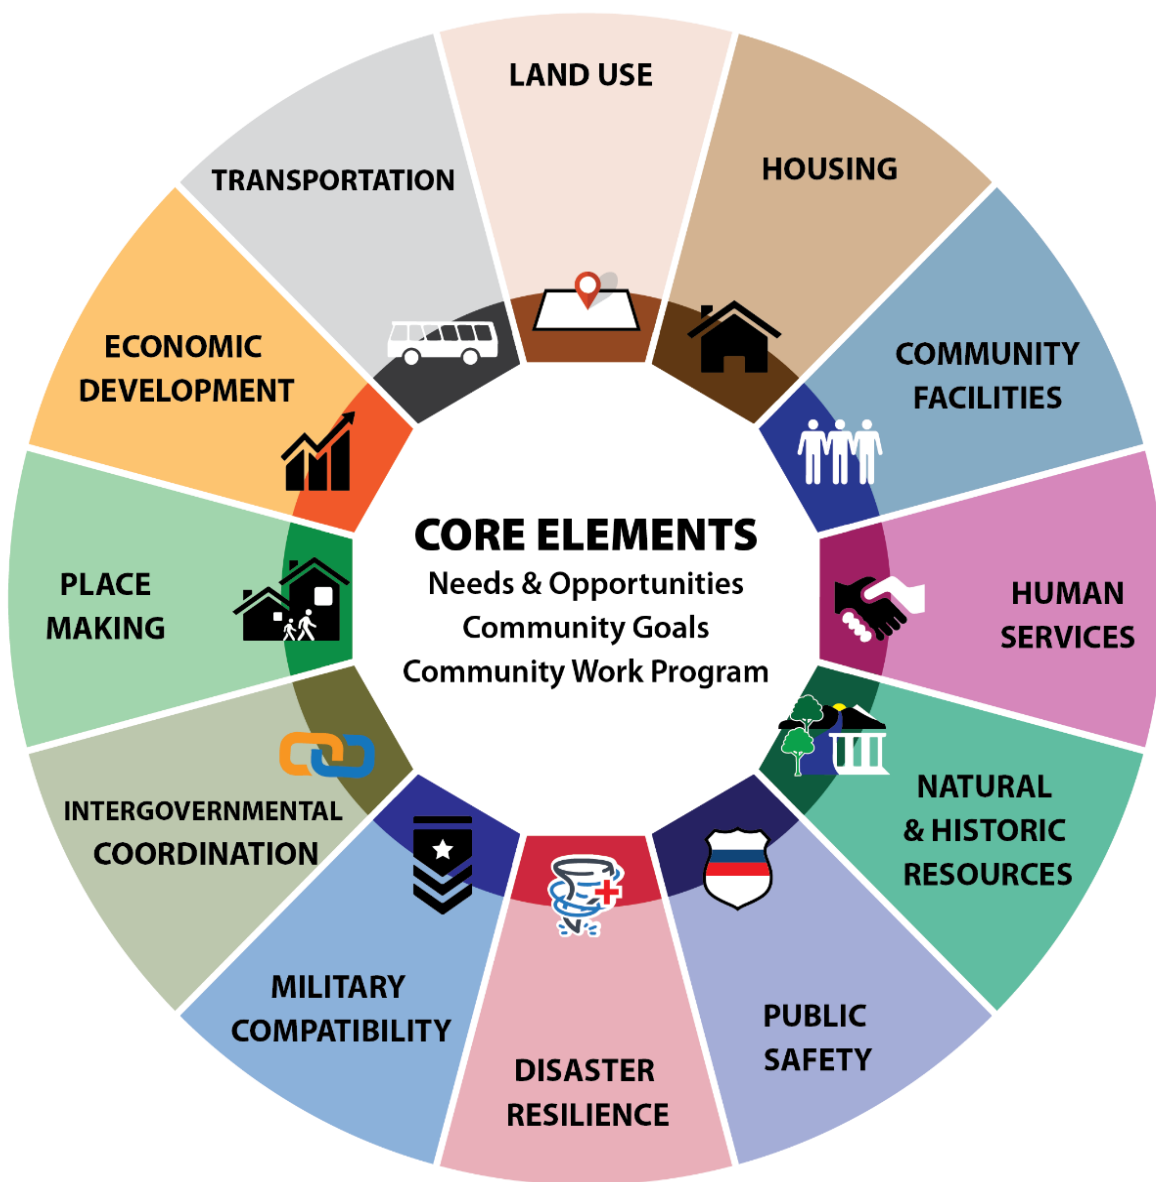 LAND USE
HOUSING
COMMUNITY
FACILITIES
HUMAN
SERVICES
NATURAL
& HISTORIC
RESOURCES
PUBLIC
SAFETY
DISASTER
RESILIENCE
MILITARY
COMPATIBILITY
INTERGOVERNMENTAL
COORDINATION
PLACE
MAKING
ECONOMIC
DEVELOPMENT
TRANSPORTATION
CORE ELEMENTS
Needs & Opportunities
Community Goals
Community Work Program